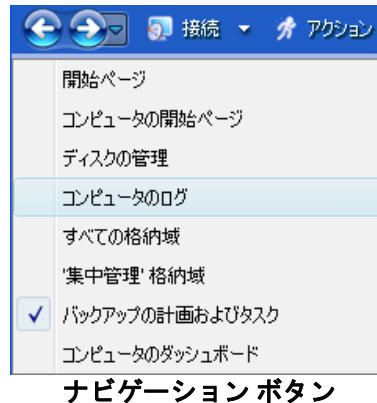 接続 アクション
開始ページ
コンピュータの開始ページ
ディスクの管理
コンピュータのログ
すべての格納域
'集中管理' 格納域
バックアップの計画およびタスク
コンピュータのダッシュボード
ナビゲーション ボタン